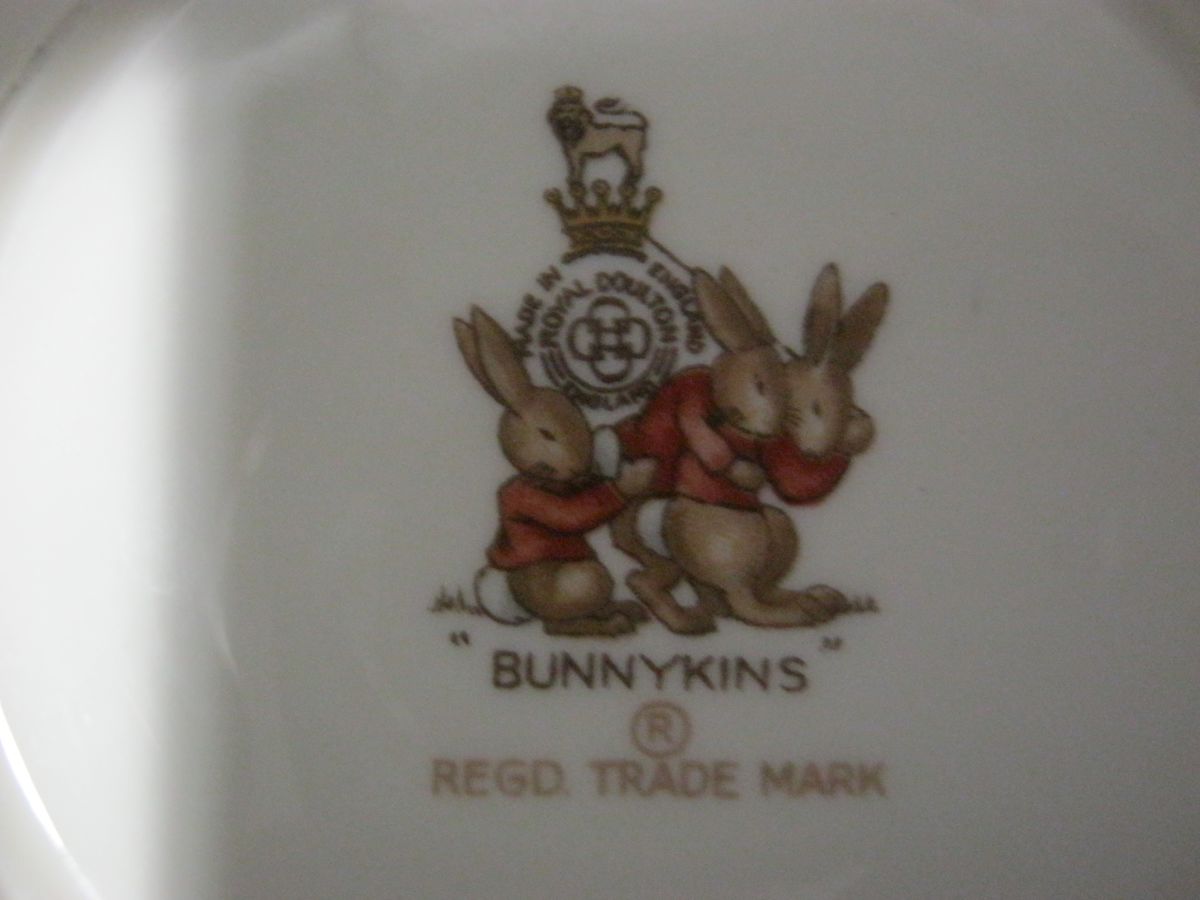 MADE IN ENGLAND
ROYAL DOULTON
ENGLAND
" BUNNYKINS "
®
REGD. TRADE MARK